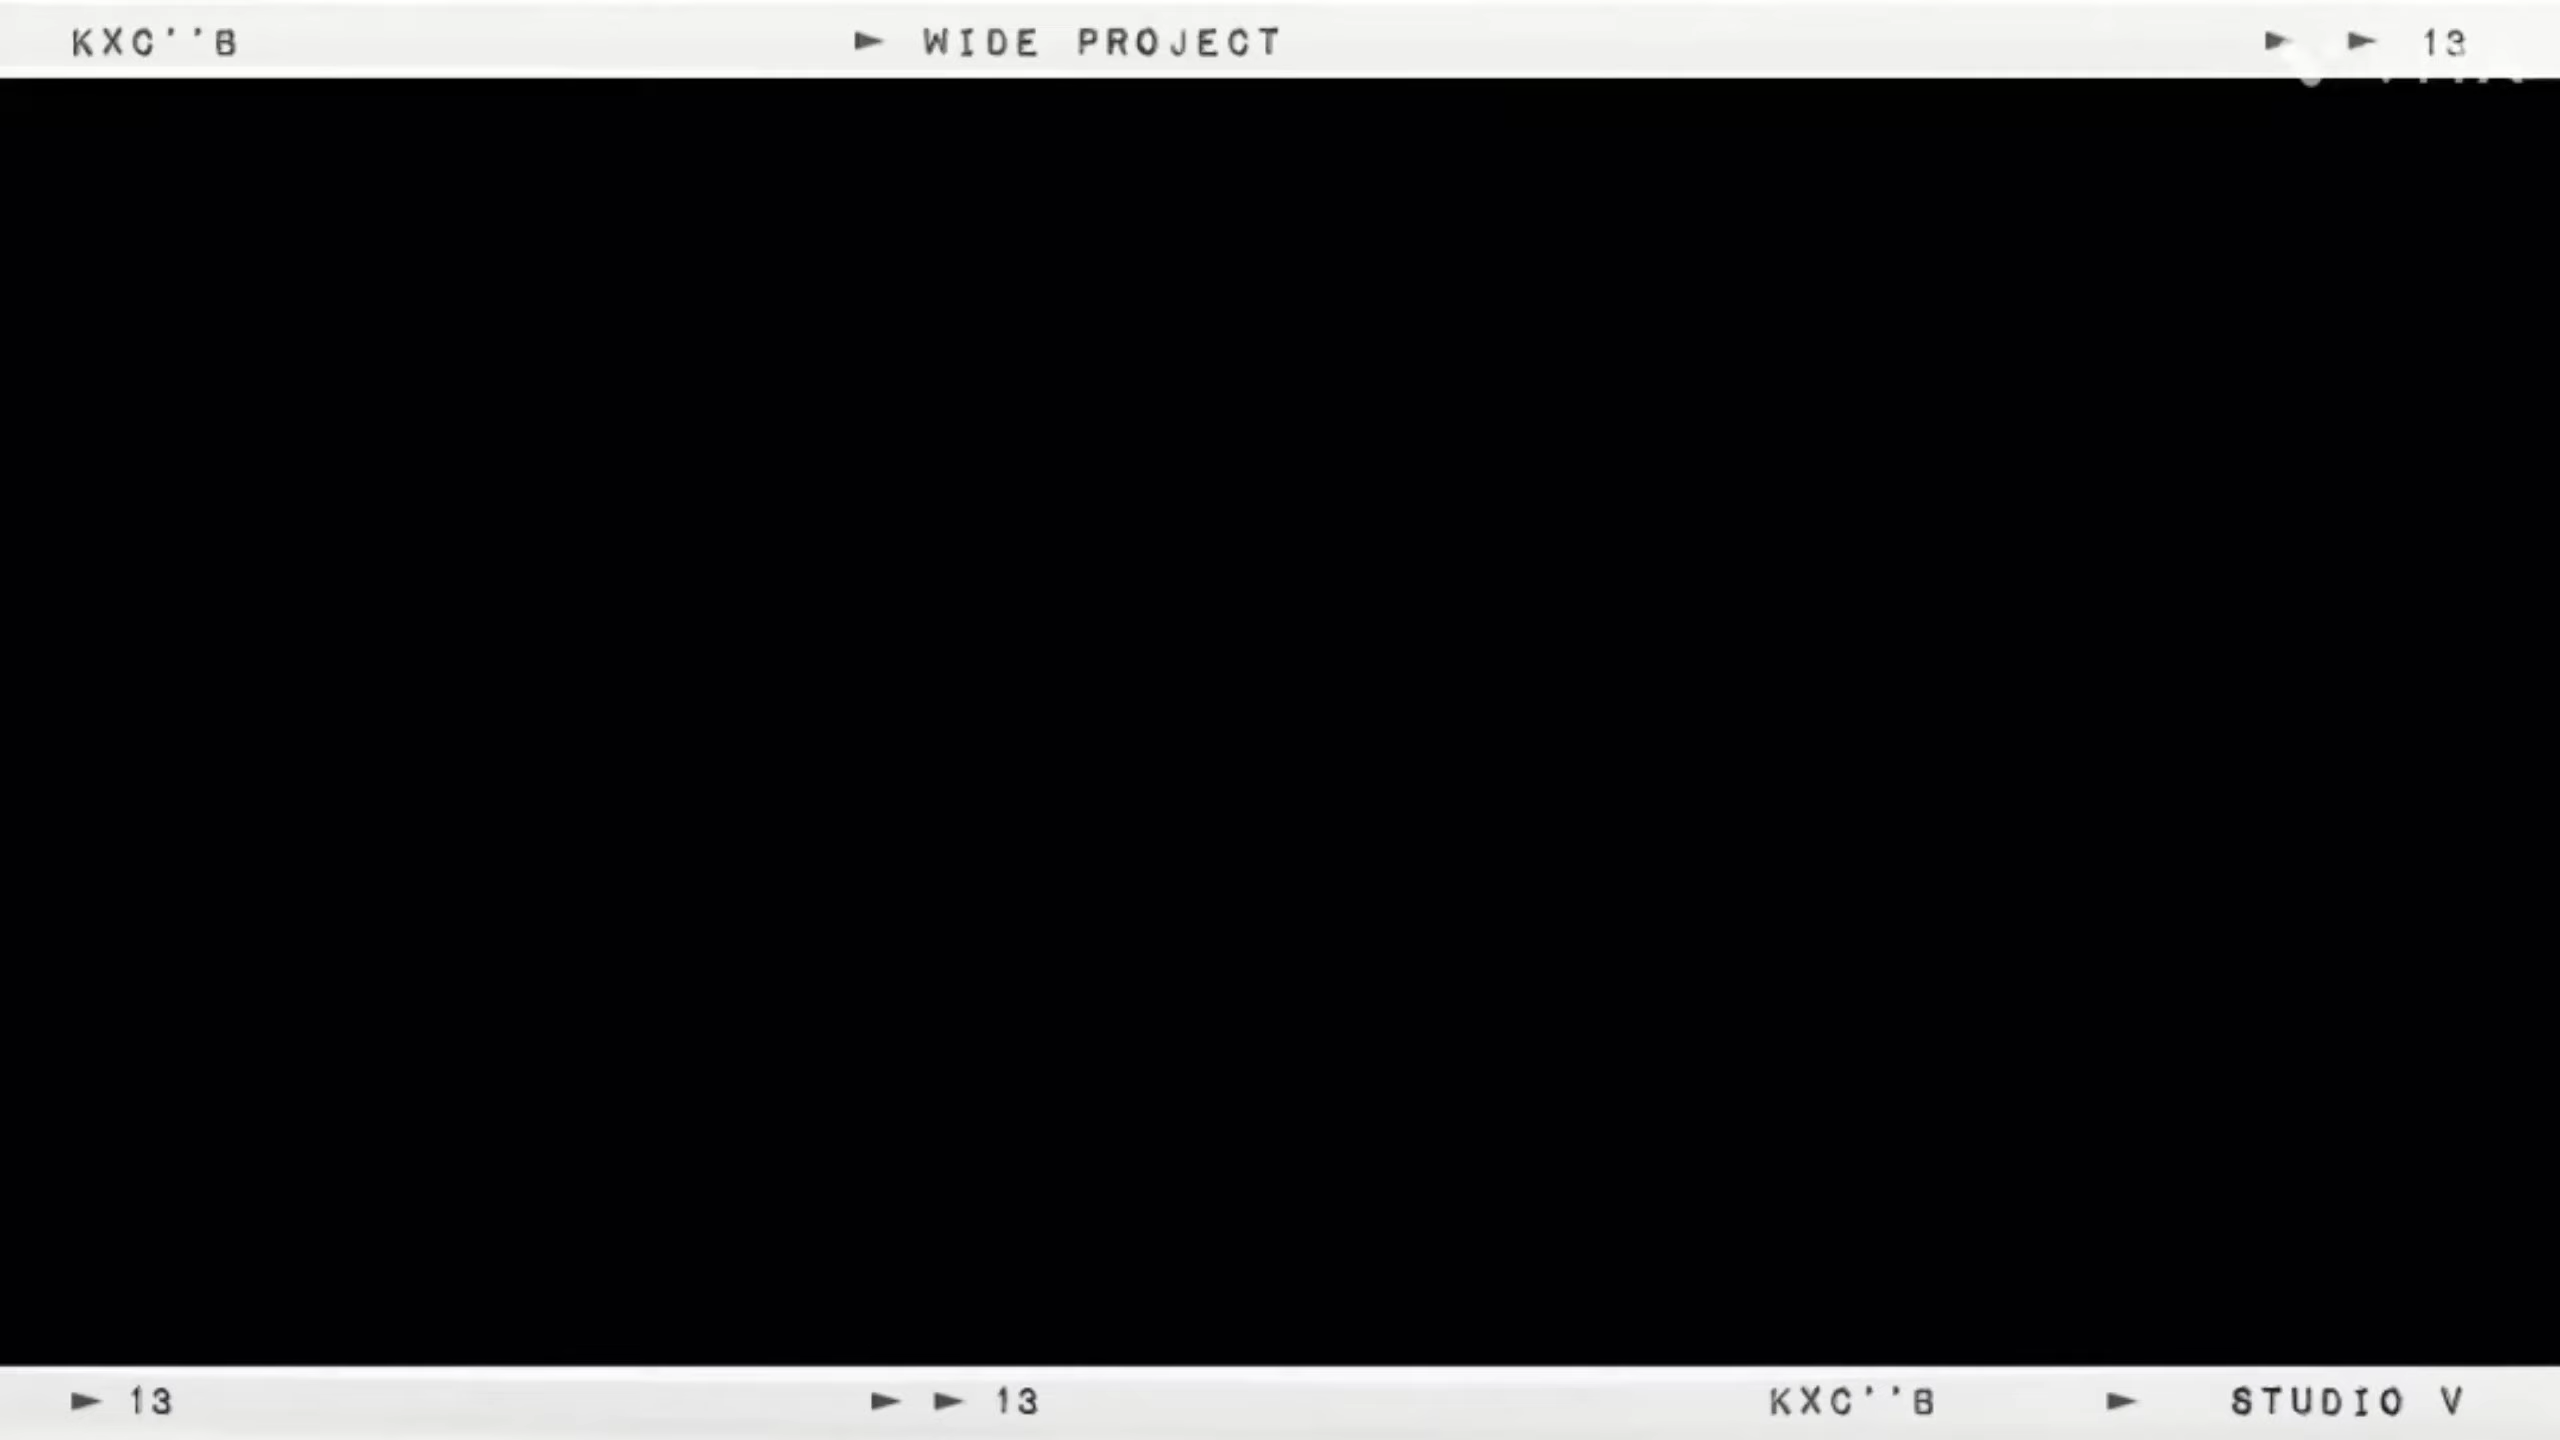 KXC''B ► WIDE PROJECT ► ► 13
► 13 ► ► 13 KXC''B ► STUDIO V